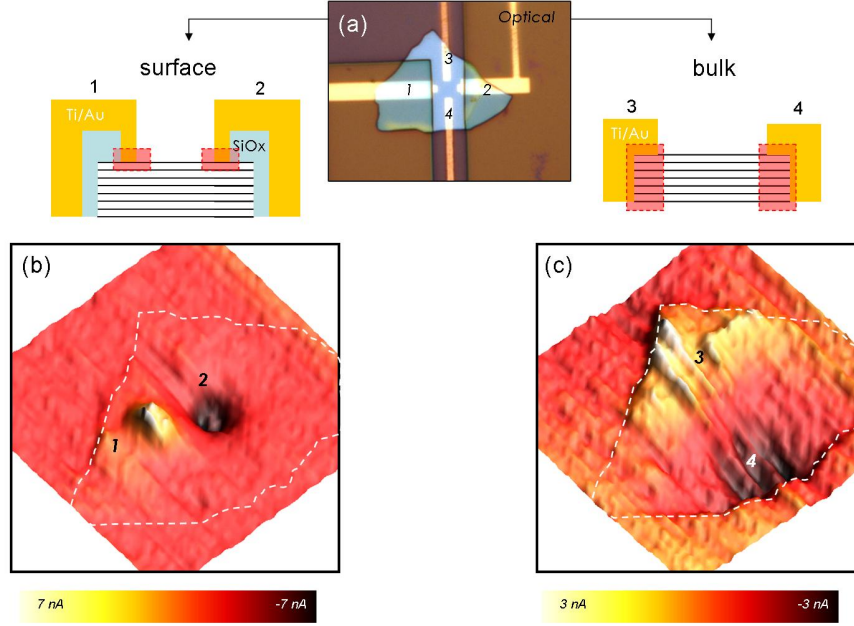 (a)
Optical
3
1
2
4
surface
bulk
1
2
Ti/Au
SiOx
3
4
Ti/Au
(b)
2
1
(c)
3
4
7 nA
-7 nA
3 nA
-3 nA